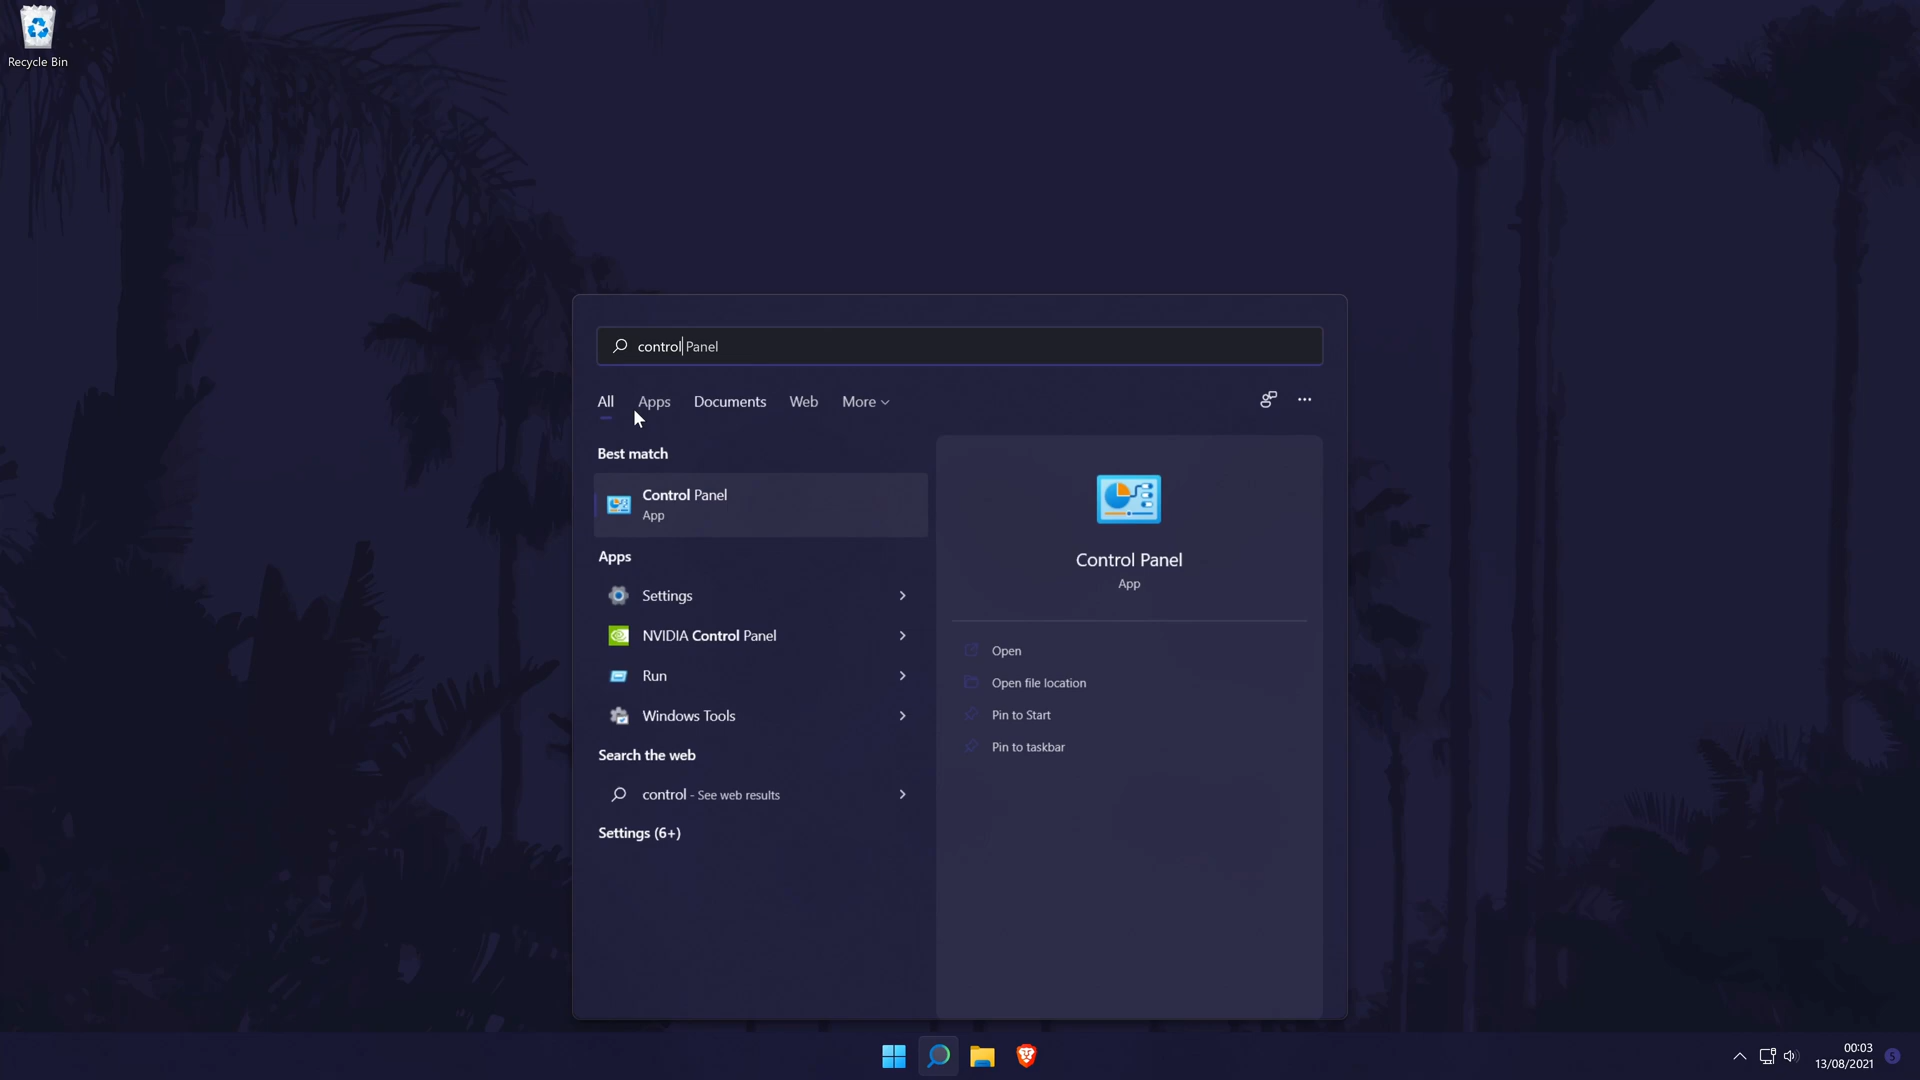 Recycle Bin
control Panel
All Apps Documents Web More
Best match
Control Panel
App
Apps
Settings
NVIDIA Control Panel
Run
Windows Tools
Search the web
control - See web results
Settings (6+)
Control Panel
App
Open
Open file location
Pin to Start
Pin to taskbar
00:03
13/08/2021
5